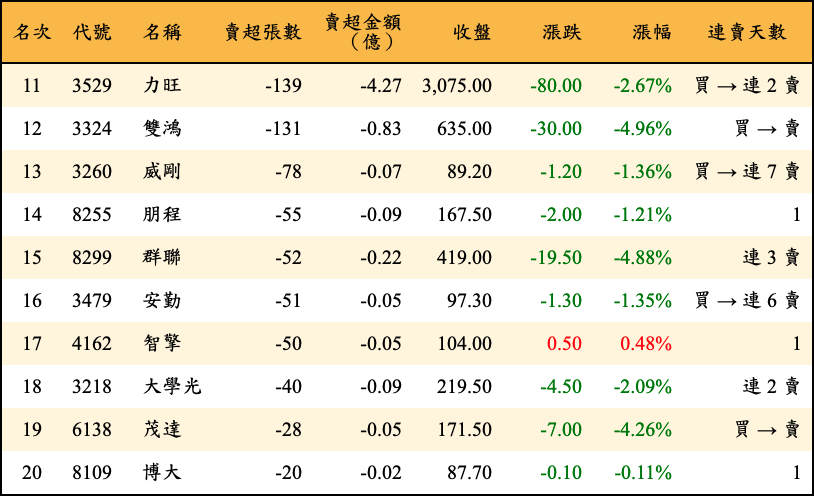 名次 代號 名稱 賣超張數 賣超金額（億） 收盤 漲跌 漲幅 連賣天數
11 3529 力旺 -139 -4.27 3,075.00 -80.00 -2.67% 買 → 連 2 賣
12 3324 雙鴻 -131 -0.83 635.00 -30.00 -4.96% 買 → 賣
13 3260 威剛 -78 -0.07 89.20 -1.20 -1.36% 買 → 連 7 賣
14 8255 朋程 -55 -0.09 167.50 -2.00 -1.21% 1
15 8299 群聯 -52 -0.22 419.00 -19.50 -4.88% 連 3 賣
16 3479 安勤 -51 -0.05 97.30 -1.30 -1.35% 買 → 連 6 賣
17 4162 智擎 -50 -0.05 104.00 0.50 0.48% 1
18 3218 大學光 -40 -0.09 219.50 -4.50 -2.09% 連 2 賣
19 6138 茂達 -28 -0.05 171.50 -7.00 -4.26% 買 → 賣
20 8109 博大 -20 -0.02 87.70 -0.10 -0.11% 1